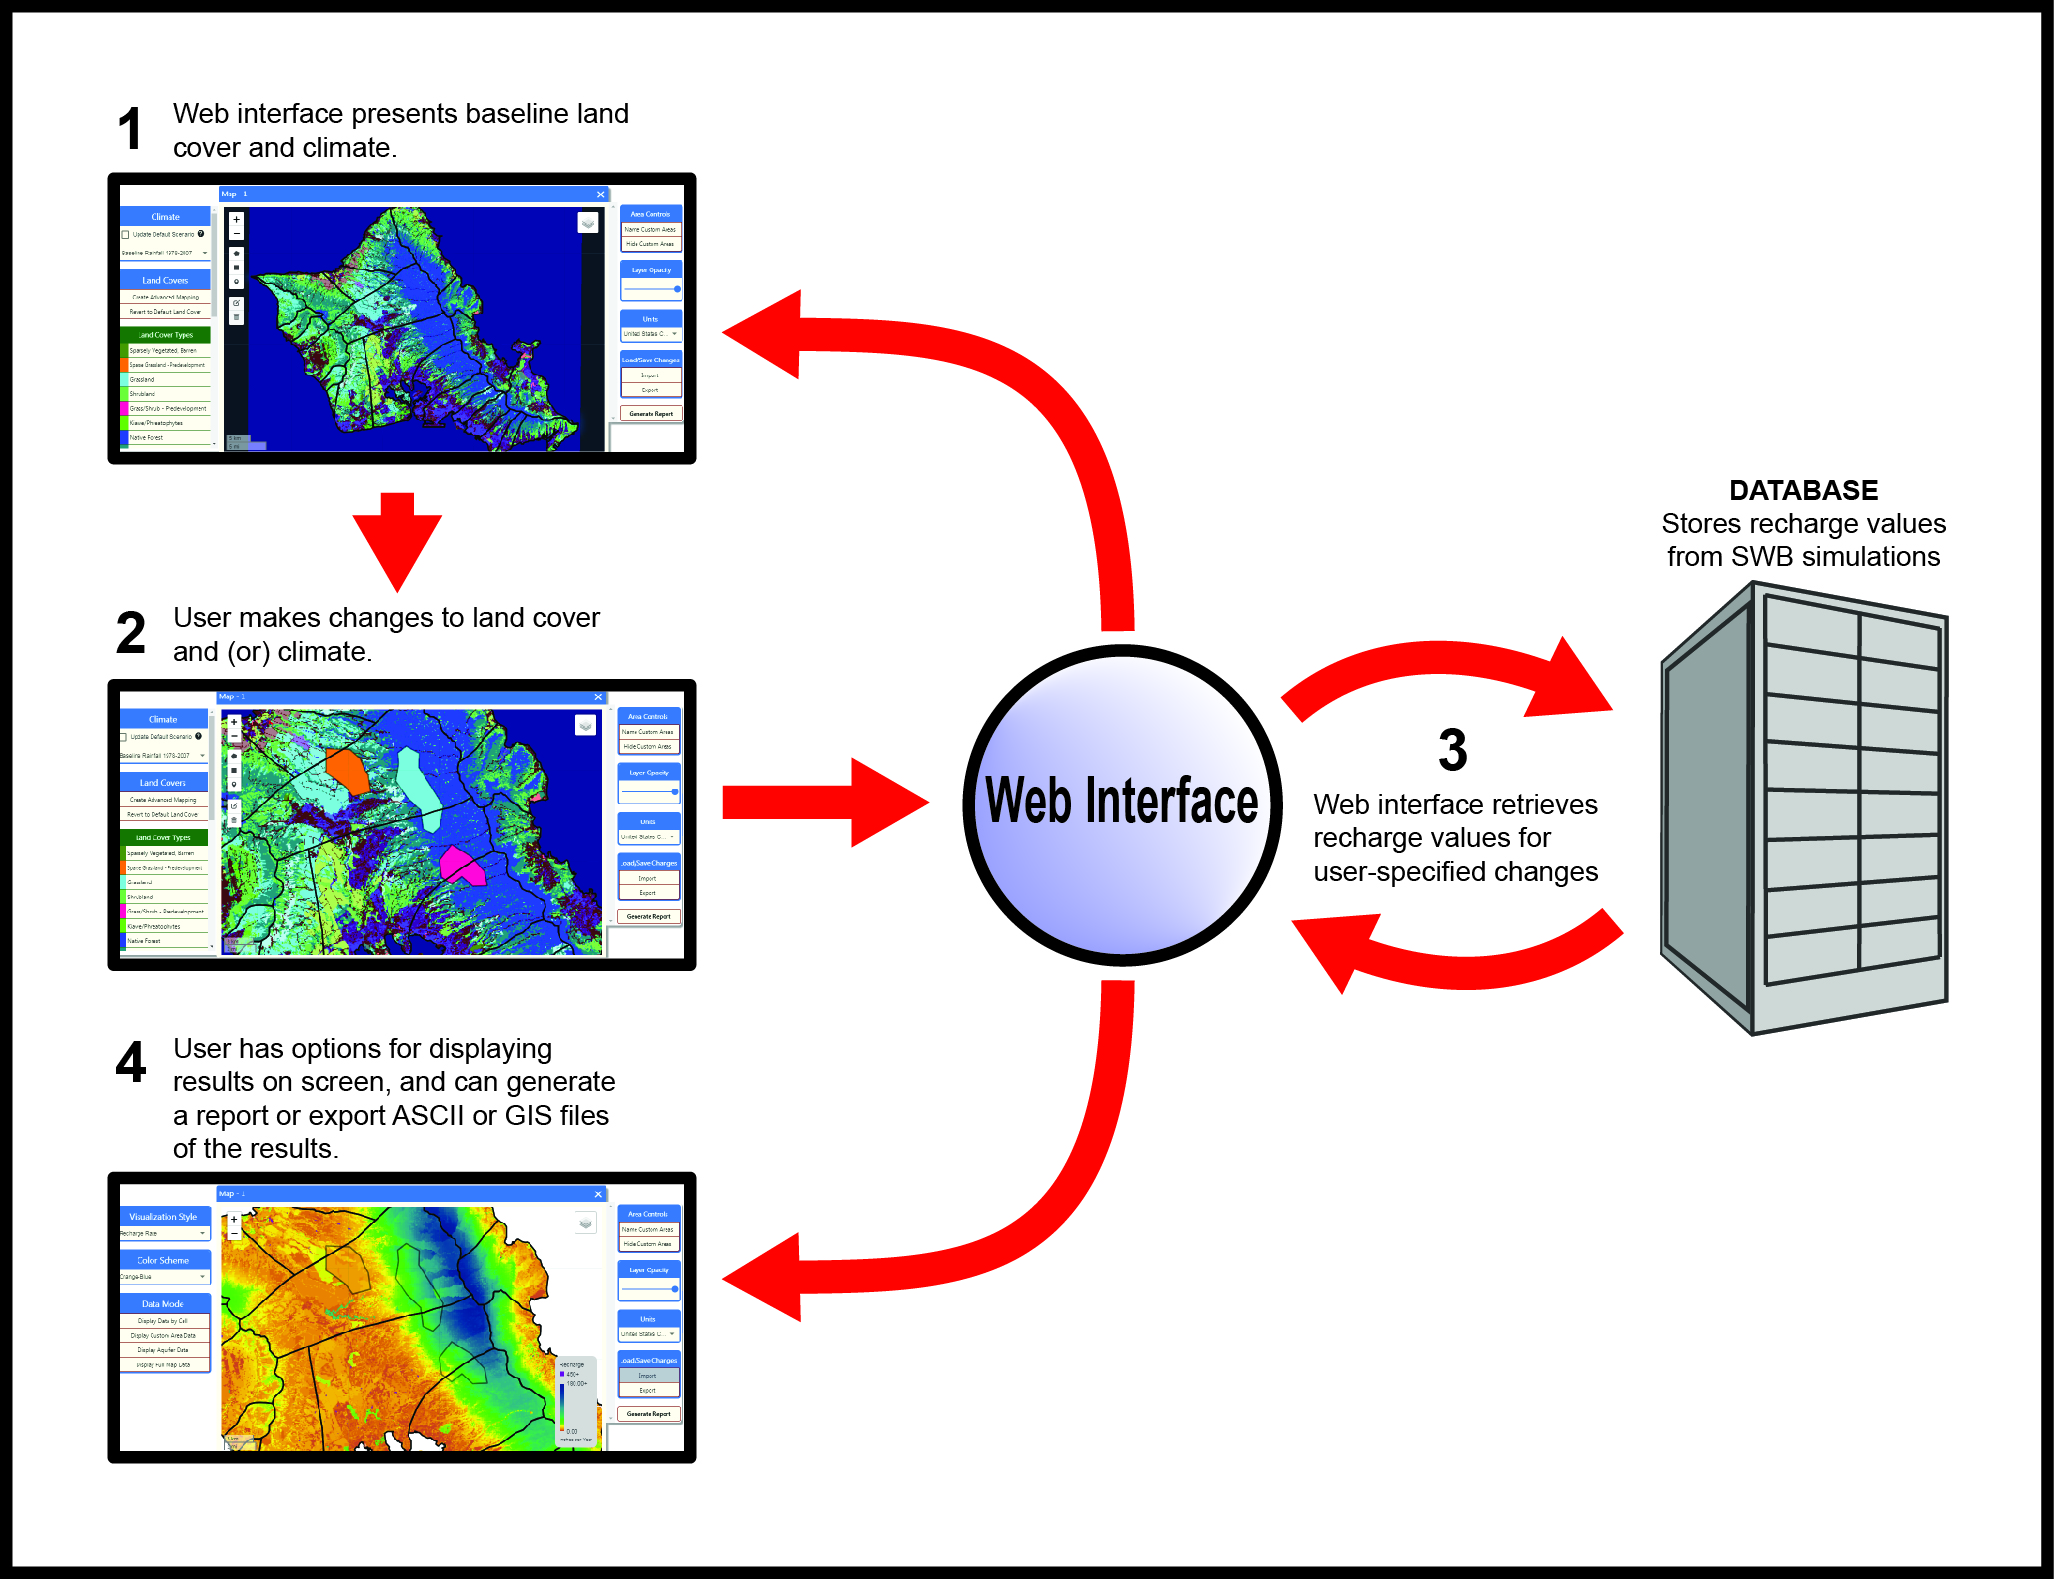 1
Web interface presents baseline land
cover and climate.
Map - 1
Climate
Update Default Scenario
Baseline Rainfall 1978-2007
Land Covers
Create Advanced Mapping
Revert to Default Land Cover
Land Cover Types
Sparsely Vegetated, Barren
Sparse Grassland - Predevelopment
Grassland
Shrubland
Grass/Shrub - Predevelopment
Kiawe/Phreatophytes
Native Forest
5 km
5 mi
Area Controls
Name Custom Areas
Hide Custom Areas
Layer Opacity
Units
United States C...
Load/Save Changes
Import
Export
Generate Report
2
User makes changes to land cover
and (or) climate.
Map - 1
Climate
Update Default Scenario
Baseline Rainfall 1978-2007
Land Covers
Create Advanced Mapping
Revert to Default Land Cover
Land Cover Types
Sparsely Vegetated, Barren
Sparse Grassland - Predevelopment
Grassland
Shrubland
Grass/Shrub - Predevelopment
Kiawe/Phreatophytes
Native Forest
Area Controls
Name Custom Areas
Hide Custom Areas
Layer Opacity
Units
United States C...
Load/Save Changes
Import
Export
Generate Report
Web Interface
DATABASE
Stores recharge values
from SWB simulations
3
Web interface retrieves
recharge values for
user-specified changes
4
User has options for displaying
results on screen, and can generate
a report or export ASCII or GIS files
of the results.
Map - 1
Visualization Style
Recharge Rate
Color Scheme
Orange-Blue
Data Mode
Display Data by Cell
Display Custom Area Data
Display Aquifer Data
Display Full Map Data
Recharge
450+
180.00+
0.00
Inches per Year
Area Controls
Name Custom Areas
Hide Custom Areas
Layer Opacity
Units
United States C...
Load/Save Changes
Import
Export
Generate Report